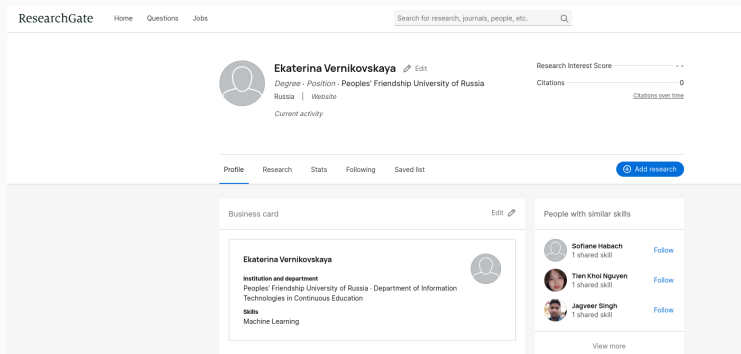 ResearchGate
Home Questions Jobs
Search for research, journals, people, etc.
Ekaterina Vernikovskaya Edit
Degree · Position · Peoples' Friendship University of Russia
Russia | Website
Current activity
Research Interest Score - -
Citations 0
Citations over time
Profile Research Stats Following Saved list
Add research
Business card Edit
Ekaterina Vernikovskaya
Institution and department
Peoples' Friendship University of Russia · Department of Information
Technologies in Continuous Education
Skills
Machine Learning
People with similar skills
Sofiane Habach
1 shared skill
Follow
Tien Khoi Nguyen
1 shared skill
Follow
Jagveer Singh
1 shared skill
Follow
View more